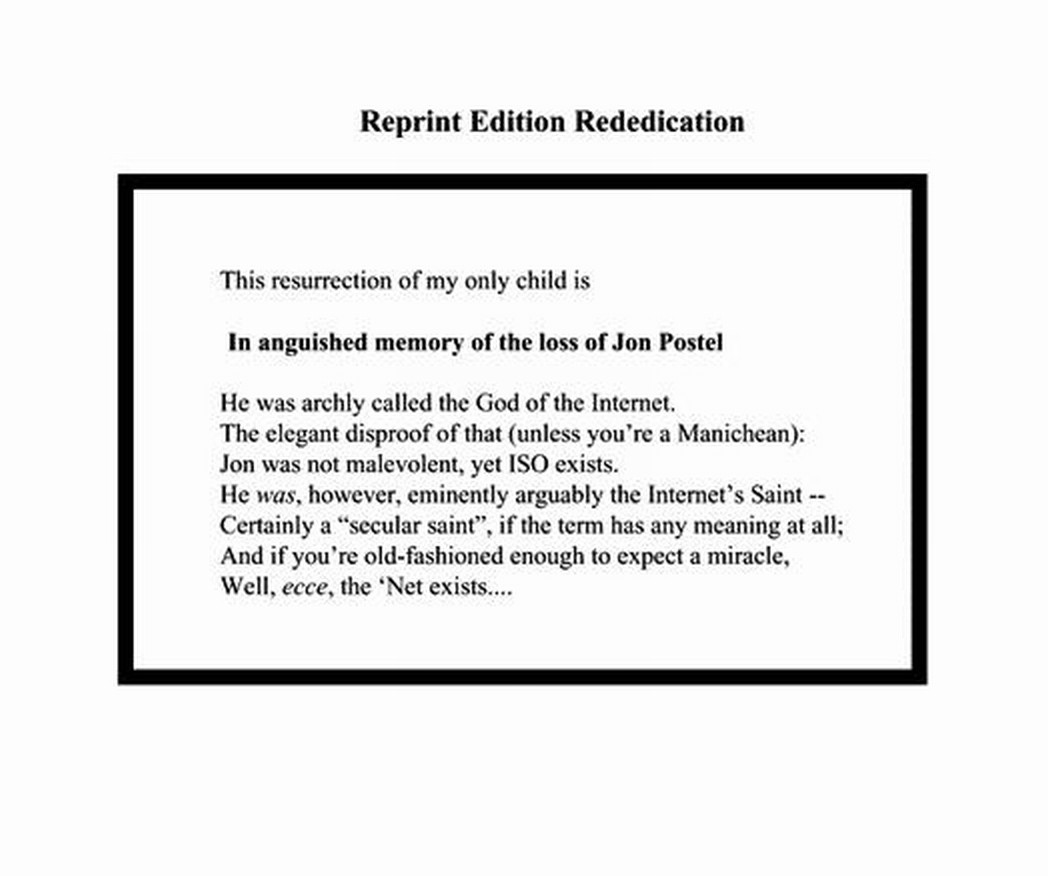 Reprint Edition Rededication
This resurrection of my only child is
In anguished memory of the loss of Jon Postel
He was archly called the God of the Internet.
The elegant disproof of that (unless you're a Manichean):
Jon was not malevolent, yet ISO exists.
He was, however, eminently arguably the Internet's Saint --
Certainly a “secular saint”, if the term has any meaning at all;
And if you’re old-fashioned enough to expect a miracle,
Well, ecce, the ‘Net exists....